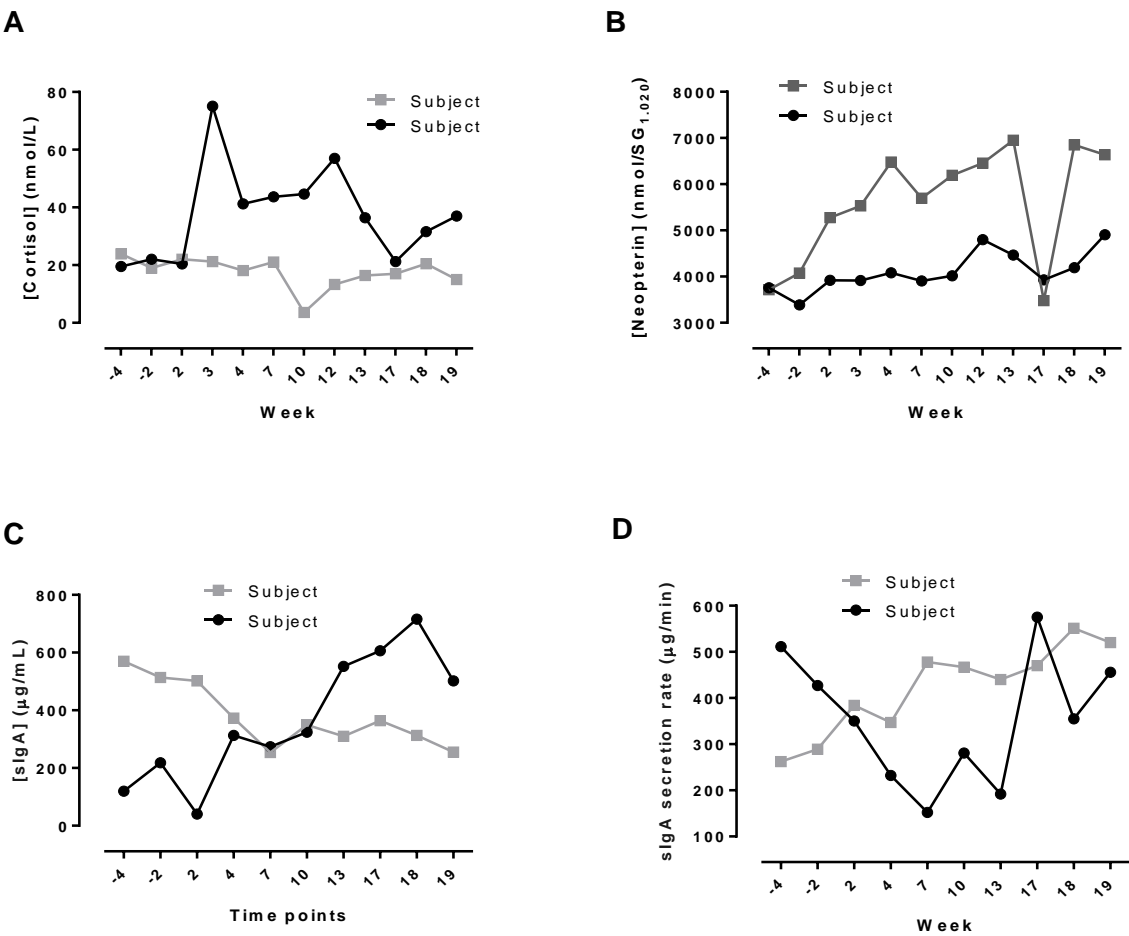 A
[Cortisol] (nmol/L)
80
60
40
20
0
Subject
Subject
-4 -2 2 3 4 7 10 12 13 17 18 19
Week
B
[Neopterin] (nmol/SG1.020)
8000
7000
6000
5000
4000
3000
Subject
Subject
-4 -2 2 3 4 7 10 12 13 17 18 19
Week
C
[sIgA] (μg/mL)
800
600
400
200
0
Subject
Subject
-4 -2 2 4 7 10 13 17 18 19
Time points
D
sIgA secretion rate (μg/min)
600
500
400
300
200
100
Subject
Subject
-4 -2 2 4 7 10 13 17 18 19
Week